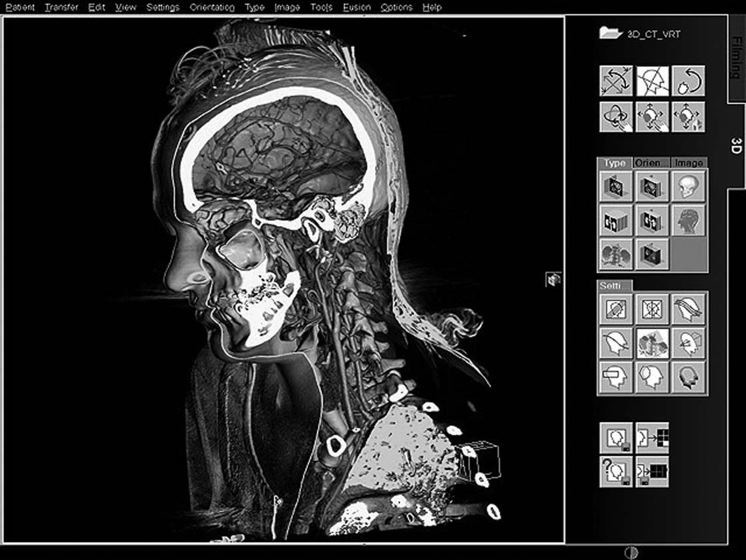 Patient Transfer Edit View Settings Orientation Type Image Tools Fusion Options Help
3D_CT_VRT
Filming
3D
Type Orien... Image
Setti
?